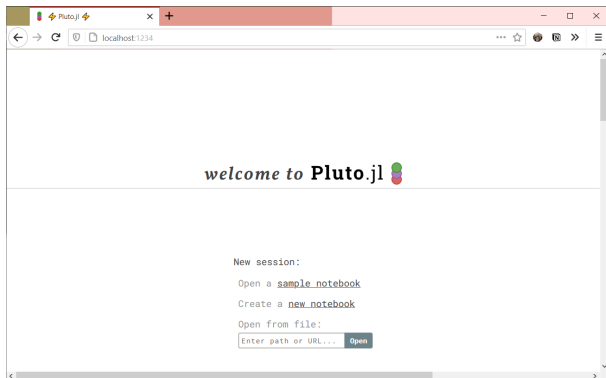 ⚡ Pluto.jl ⚡
localhost:1234
welcome to Pluto.jl
New session:
Open a sample notebook
Create a new notebook
Open from file:
Enter path or URL... Open